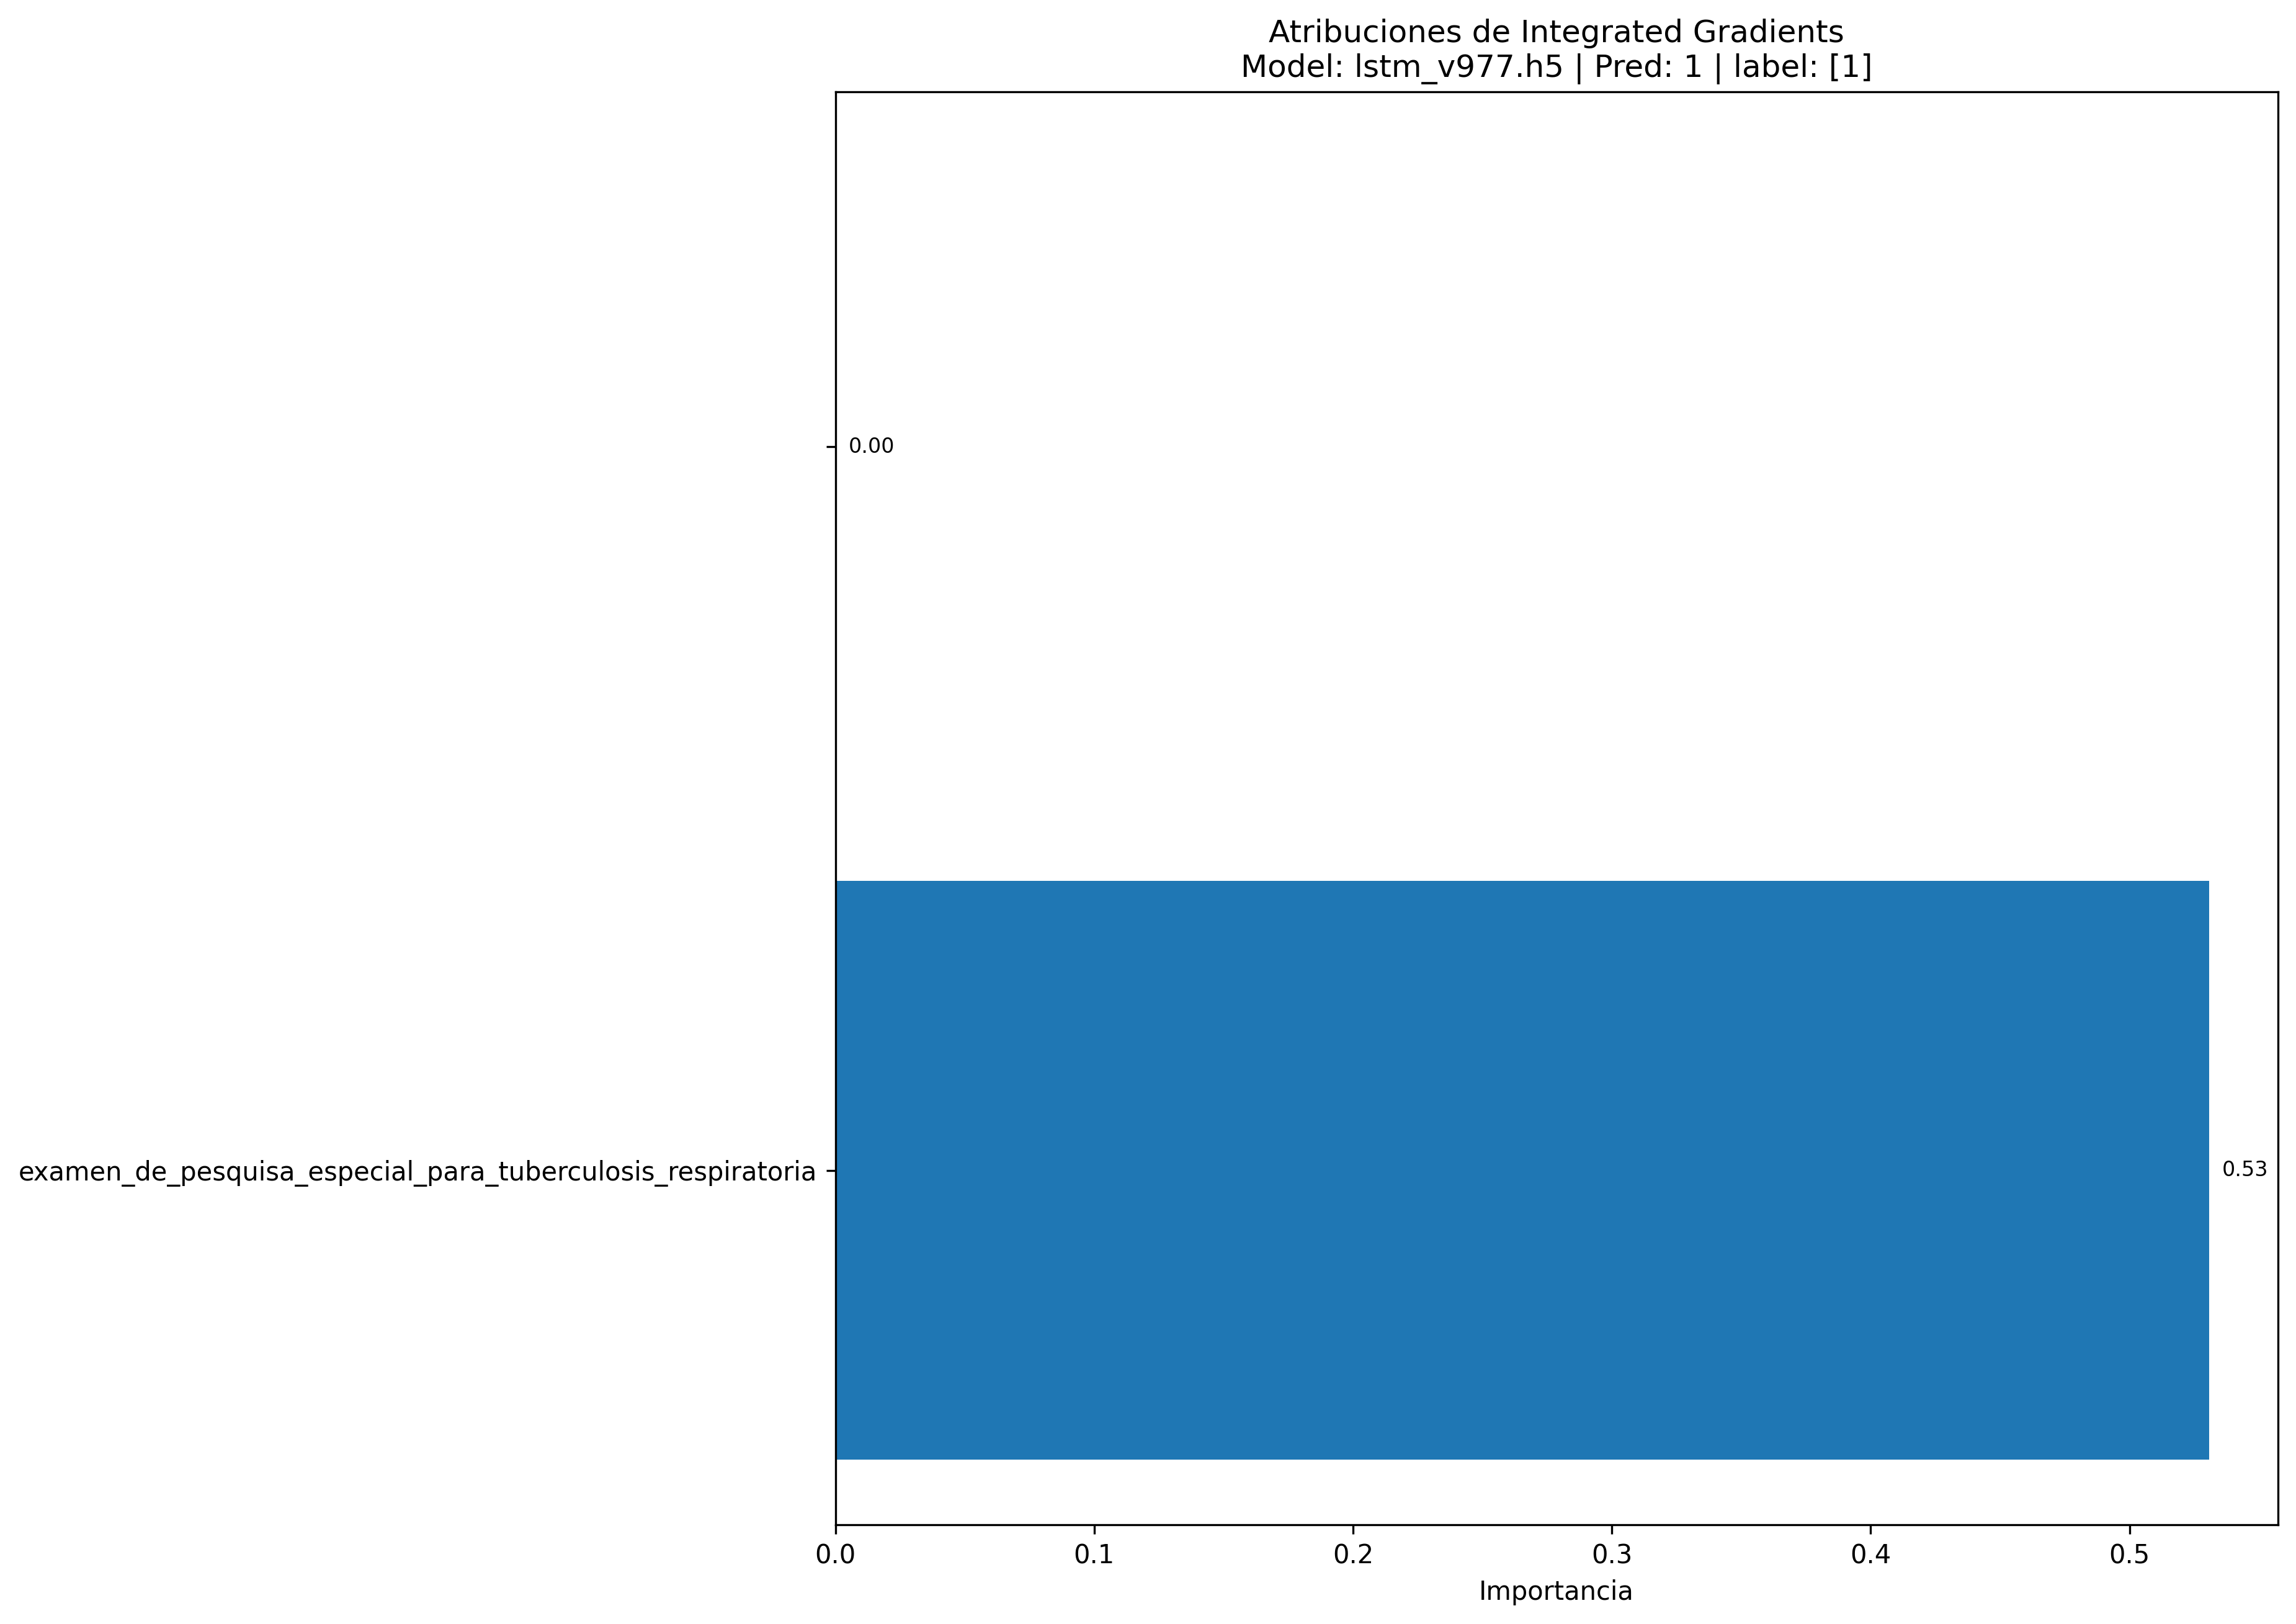 Atribuciones de Integrated Gradients
Model: lstm_v977.h5 | Pred: 1 | label: [1]
0.00
examen_de_pesquisa_especial_para_tuberculosis_respiratoria
0.53
0.0 0.1 0.2 0.3 0.4 0.5
Importancia